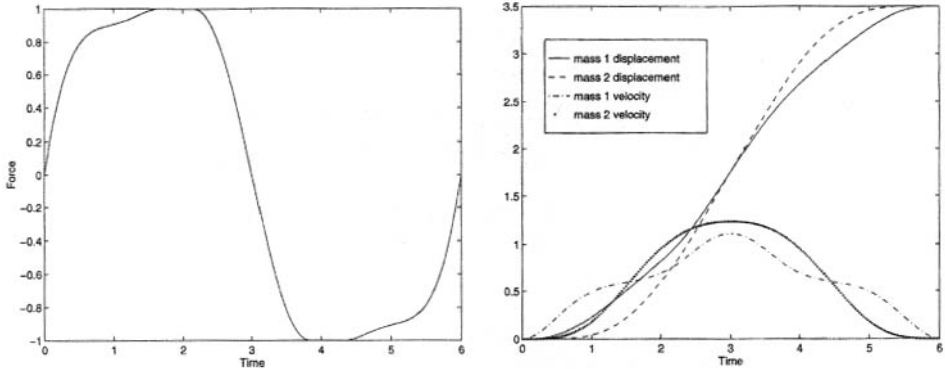 1
0.8
0.6
0.4
0.2
0
-0.2
-0.4
-0.6
-0.8
-1
Force
0 1 2 3 4 5 6
Time
3.5
3
2.5
2
1.5
1
0.5
0
mass 1 displacement
mass 2 displacement
mass 1 velocity
mass 2 velocity
0 1 2 3 4 5 6
Time